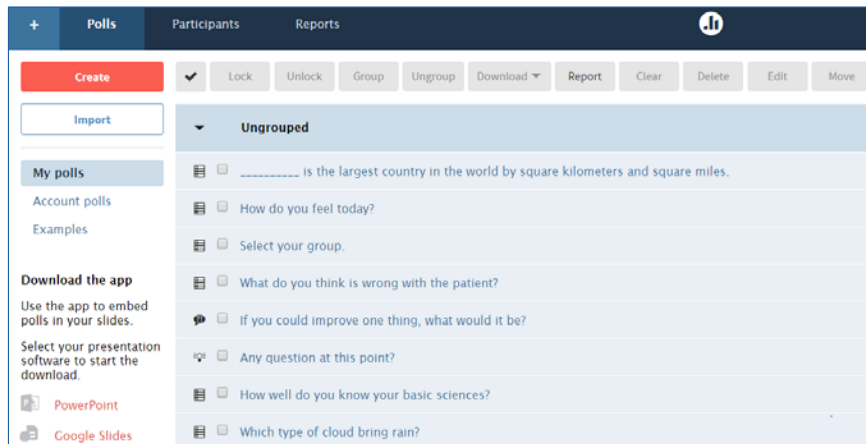 + Polls Participants Reports
Create
Import
My polls
Account polls
Examples
Download the app
Use the app to embed
polls in your slides.
Select your presentation
software to start the
download.
PowerPoint
Google Slides
Lock Unlock Group Ungroup Download Report Clear Delete Edit Move
Ungrouped
__________ is the largest country in the world by square kilometers and square miles.
How do you feel today?
Select your group.
What do you think is wrong with the patient?
If you could improve one thing, what would it be?
Any question at this point?
How well do you know your basic sciences?
Which type of cloud bring rain?